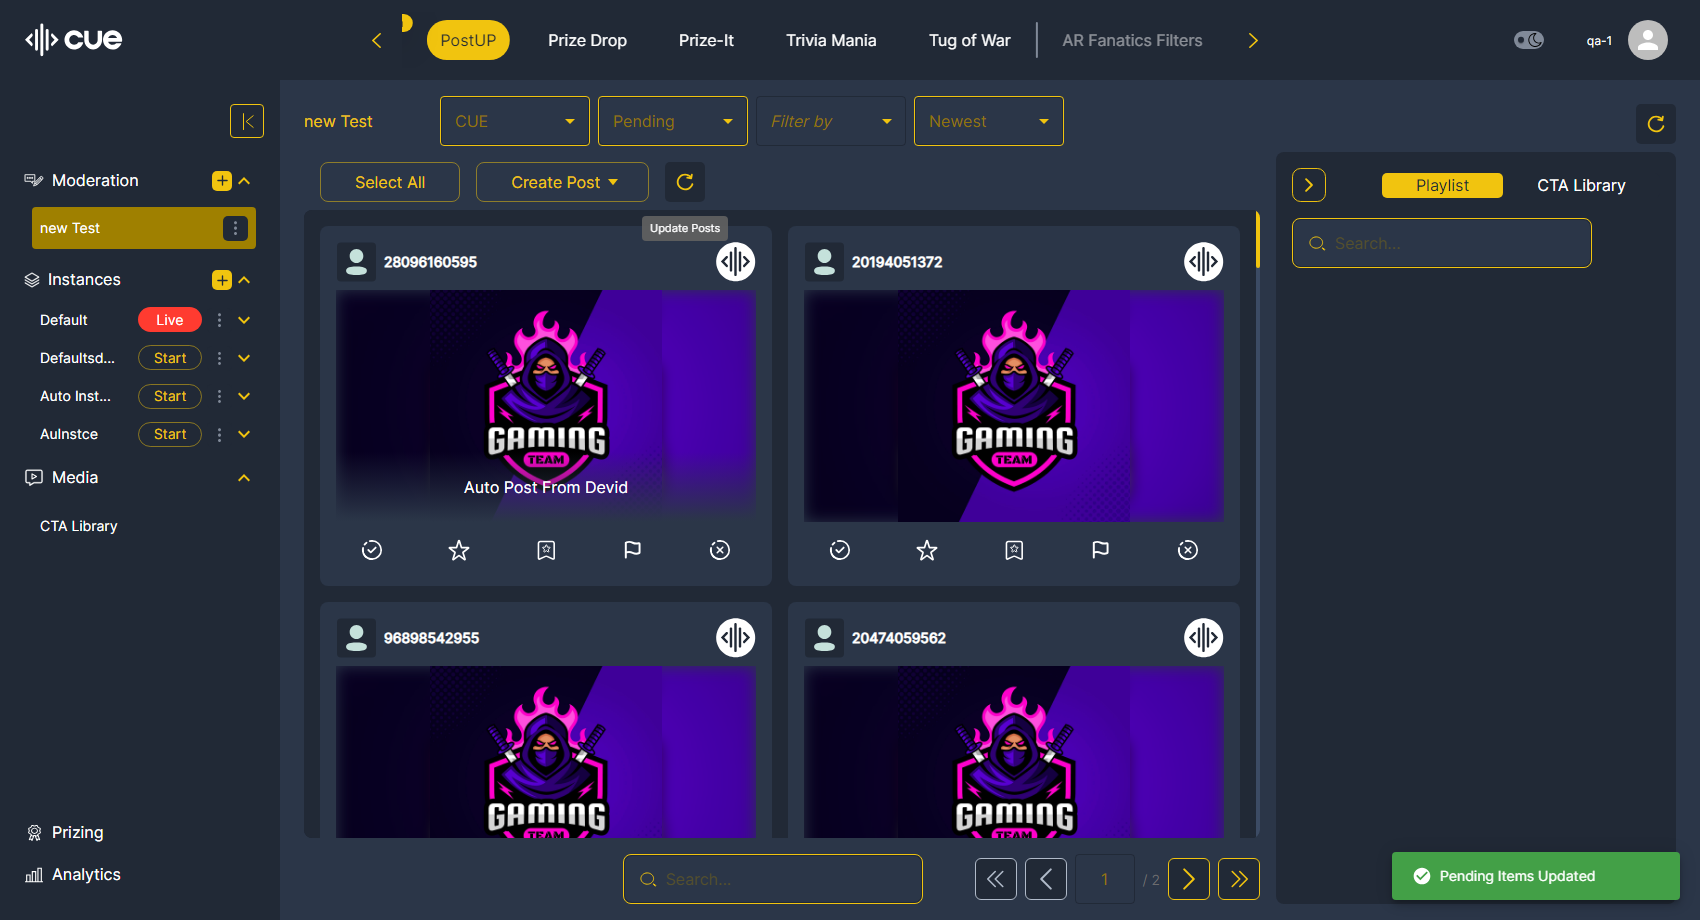 cue
PostUP
Prize Drop
Prize-It
Trivia Mania
Tug of War
AR Fanatics Filters
qa-1
new Test
CUE
Pending
Filter by
Newest
Select All
Create Post
Update Posts
Moderation
new Test
Instances
Default
Live
Defaultsd...
Start
Auto Inst...
Start
AuInstce
Start
Media
CTA Library
Prizing
Analytics
28096160595
GAMING
TEAM
Auto Post From Devid
20194051372
GAMING
TEAM
96898542955
GAMING
TEAM
20474059562
GAMING
TEAM
Search...
1
/ 2
Playlist
CTA Library
Search...
Pending Items Updated